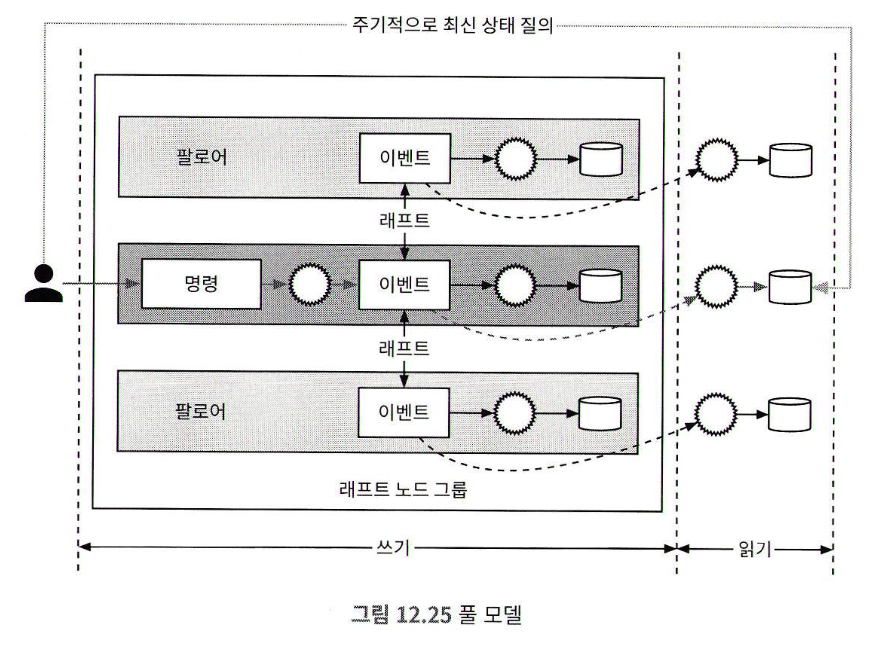 주기적으로 최신 상태 질의
팔로어
이벤트
래프트
명령
이벤트
래프트
팔로어
이벤트
래프트 노드 그룹
쓰기
읽기
그림 12.25 풀 모델